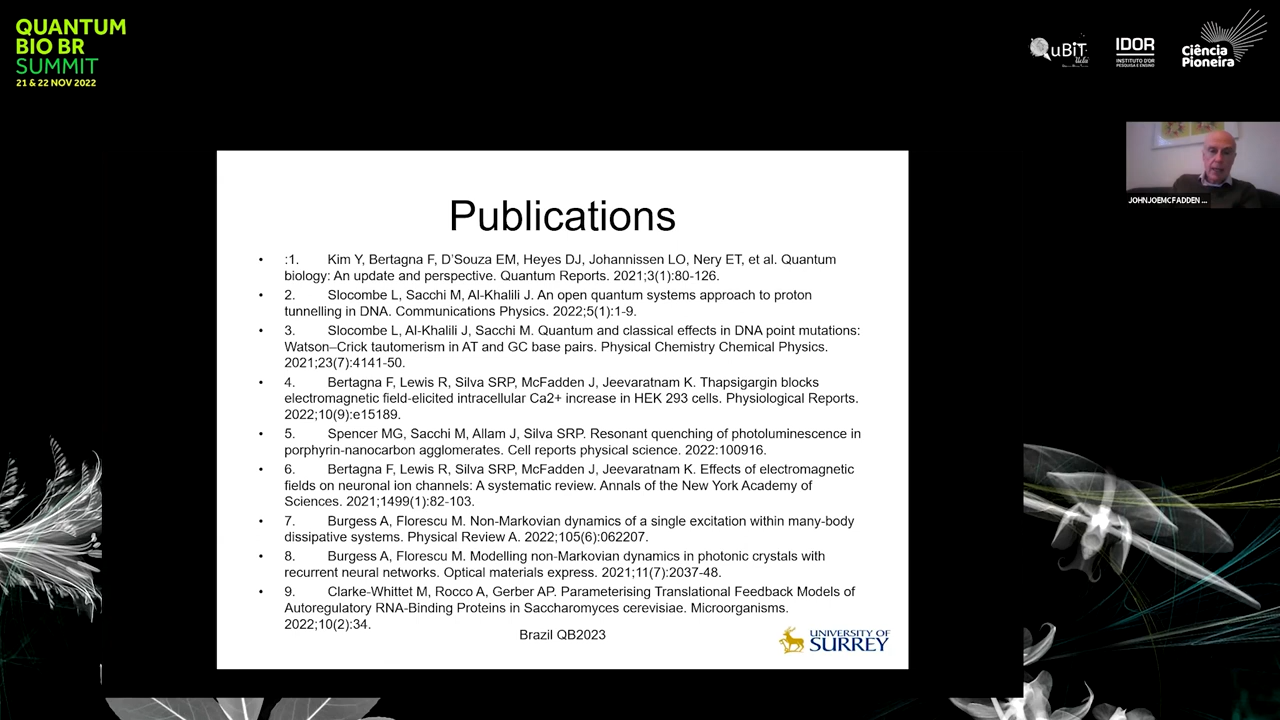 QUANTUM
BIO BR
SUMMIT
21 & 22 NOV 2022
QuBiT
IDOR
INSTITUTO D'OR
PESQUISA E ENSINO
Ciência
Pioneira
JOHNJOEMCFADDEN ...
Publications
• :1. Kim Y, Bertagna F, D'Souza EM, Heyes DJ, Johannissen LO, Nery ET, et al. Quantum
biology: An update and perspective. Quantum Reports. 2021;3(1):80-126.
• 2. Slocombe L, Sacchi M, Al-Khalili J. An open quantum systems approach to proton
tunnelling in DNA. Communications Physics. 2022;5(1):1-9.
• 3. Slocombe L, Al-Khalili J, Sacchi M. Quantum and classical effects in DNA point mutations:
Watson–Crick tautomerism in AT and GC base pairs. Physical Chemistry Chemical Physics.
2021;23(7):4141-50.
• 4. Bertagna F, Lewis R, Silva SRP, McFadden J, Jeevaratnam K. Thapsigargin blocks
electromagnetic field-elicited intracellular Ca2+ increase in HEK 293 cells. Physiological Reports.
2022;10(9):e15189.
• 5. Spencer MG, Sacchi M, Allam J, Silva SRP. Resonant quenching of photoluminescence in
porphyrin-nanocarbon agglomerates. Cell reports physical science. 2022:100916.
• 6. Bertagna F, Lewis R, Silva SRP, McFadden J, Jeevaratnam K. Effects of electromagnetic
fields on neuronal ion channels: A systematic review. Annals of the New York Academy of
Sciences. 2021;1499(1):82-103.
• 7. Burgess A, Florescu M. Non-Markovian dynamics of a single excitation within many-body
dissipative systems. Physical Review A. 2022;105(6):062207.
• 8. Burgess A, Florescu M. Modelling non-Markovian dynamics in photonic crystals with
recurrent neural networks. Optical materials express. 2021;11(7):2037-48.
• 9. Clarke-Whittet M, Rocco A, Gerber AP. Parameterising Translational Feedback Models of
Autoregulatory RNA-Binding Proteins in Saccharomyces cerevisiae. Microorganisms.
2022;10(2):34.
Brazil QB2023
UNIVERSITY OF
SURREY